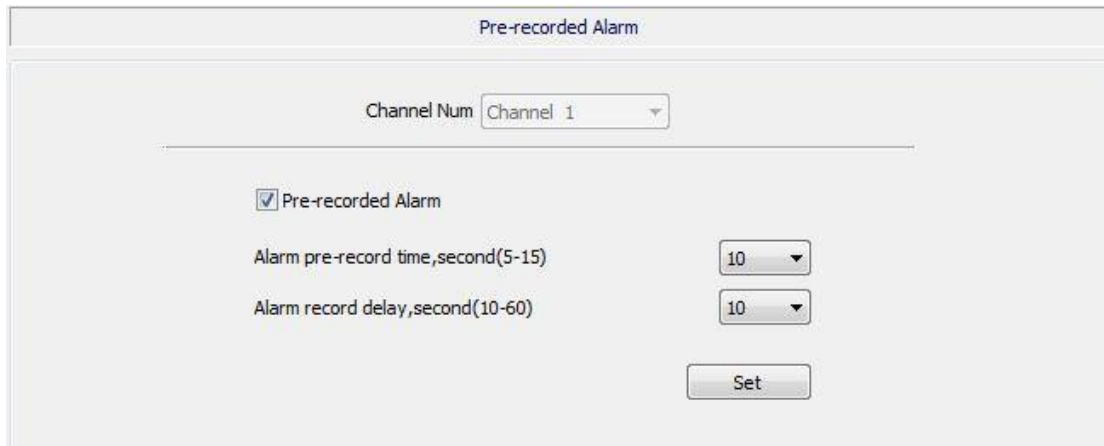 Pre-recorded Alarm
Channel Num Channel 1
Pre-recorded Alarm
Alarm pre-record time,second(5-15) 10
Alarm record delay,second(10-60) 10
Set